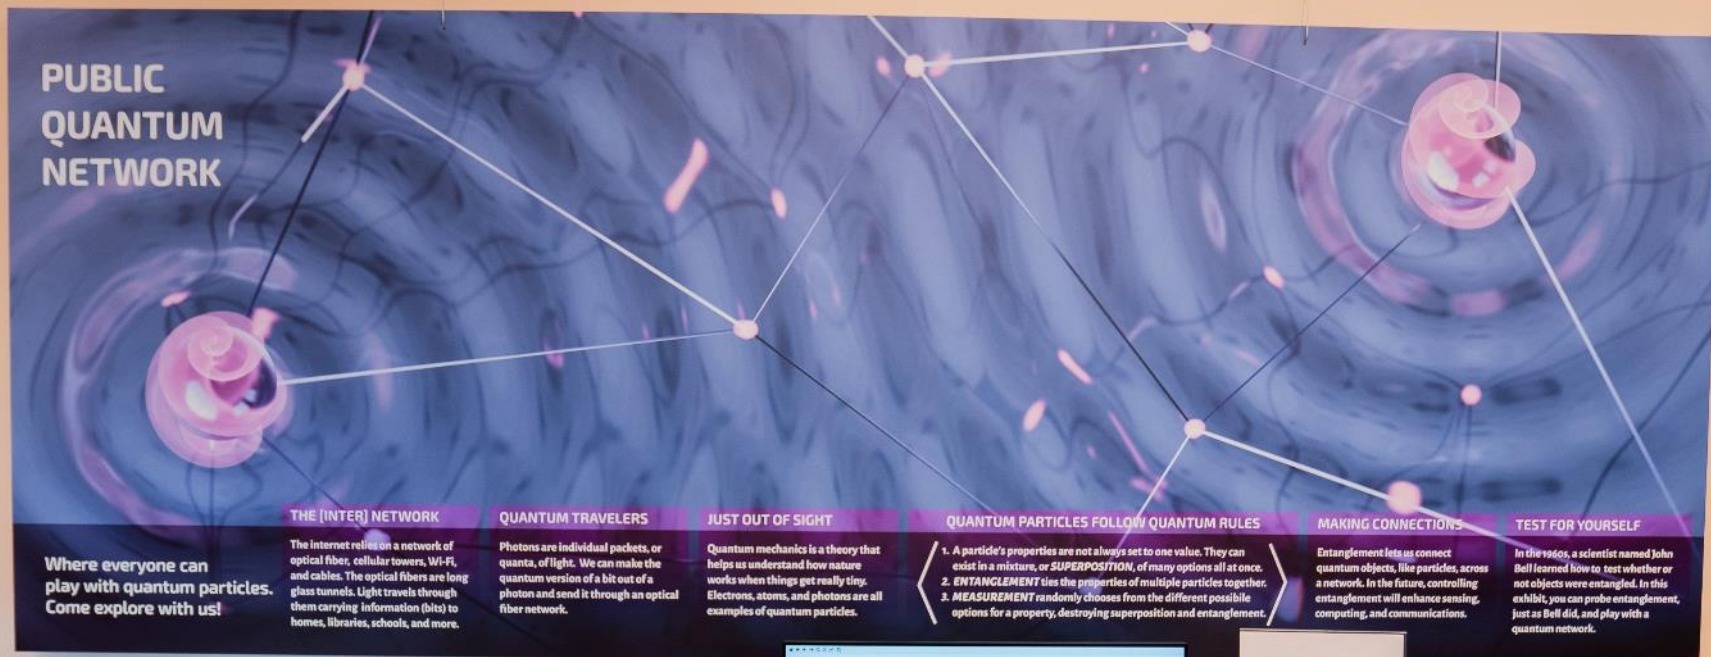 PUBLIC
QUANTUM
NETWORK
Where everyone can
play with quantum particles.
Come explore with us!
THE [INTER] NETWORK
The internet relies on a network of
optical fiber, cellular towers, Wi-Fi,
and cables. The optical fibers are long
glass tunnels. Light travels through
them carrying information (bits) to
homes, libraries, schools, and more.
QUANTUM TRAVELERS
Photons are individual packets, or
quanta, of light. We can make the
quantum version of a bit out of a
photon and send it through an optical
fiber network.
JUST OUT OF SIGHT
Quantum mechanics is a theory that
helps us understand how nature
works when things get really tiny.
Electrons, atoms, and photons are all
examples of quantum particles.
QUANTUM PARTICLES FOLLOW QUANTUM RULES
1. A particle's properties are not always set to one value. They can
exist in a mixture, or SUPERPOSITION, of many options all at once.
2. ENTANGLEMENT ties the properties of multiple particles together.
3. MEASUREMENT randomly chooses from the different possibile
options for a property, destroying superposition and entanglement.
MAKING CONNECTIONS
Entanglement lets us connect
quantum objects, like particles, across
a network. In the future, controlling
entanglement will enhance sensing,
computing, and communications.
TEST FOR YOURSELF
In the 1960s, a scientist named John
Bell learned how to test whether or
not objects were entangled. In this
exhibit, you can probe entanglement,
just as Bell did, and play with a
quantum network.